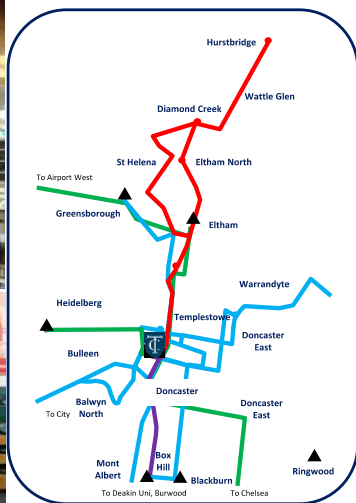 Hurstbridge
Wattle Glen
Diamond Creek
St Helena
Eltham North
To Airport West
Greensborough
Eltham
Warrandyte
Heidelberg
Templestowe
Doncaster
East
Bulleen
Balwyn
North
Doncaster
To City
Doncaster
East
Mont
Albert
Box
Hill
Blackburn
Ringwood
To Deakin Uni, Burwood
To Chelsea